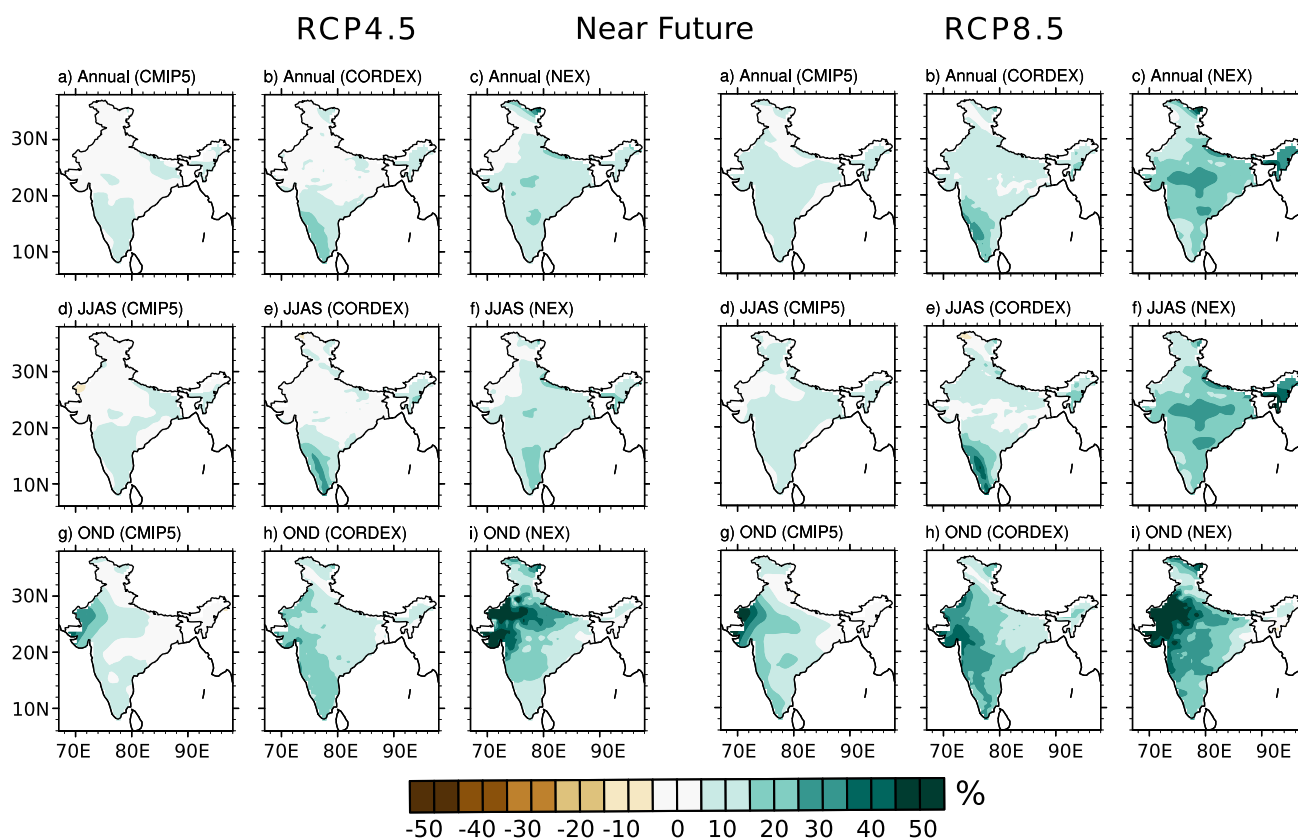 RCP4.5 Near Future RCP8.5
a) Annual (CMIP5) b) Annual (CORDEX) c) Annual (NEX) a) Annual (CMIP5) b) Annual (CORDEX) c) Annual (NEX)
30N
20N
10N
d) JJAS (CMIP5) e) JJAS (CORDEX) f) JJAS (NEX) d) JJAS (CMIP5) e) JJAS (CORDEX) f) JJAS (NEX)
30N
20N
10N
g) OND (CMIP5) h) OND (CORDEX) i) OND (NEX) g) OND (CMIP5) h) OND (CORDEX) i) OND (NEX)
30N
20N
10N
70E 80E 90E 70E 80E 90E 70E 80E 90E 70E 80E 90E 70E 80E 90E 70E 80E 90E
%
-50 -40 -30 -20 -10 0 10 20 30 40 50